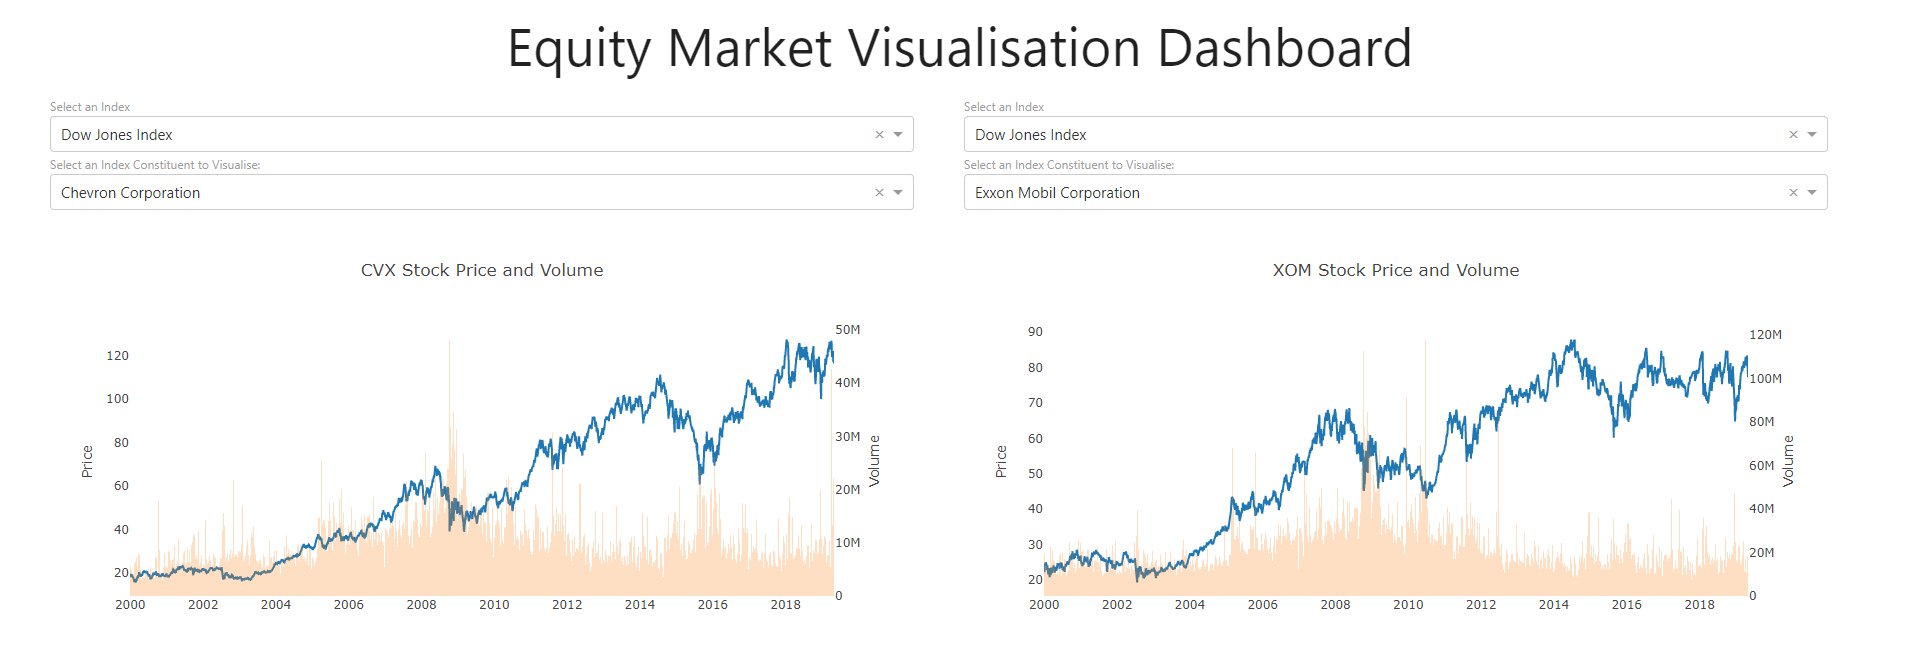 Equity Market Visualisation Dashboard
Select an Index
Dow Jones Index
Select an Index Constituent to Visualise:
Chevron Corporation
Select an Index
Dow Jones Index
Select an Index Constituent to Visualise:
Exxon Mobil Corporation
CVX Stock Price and Volume
120
100
80
60
40
20
Price
50M
40M
30M
20M
10M
0
Volume
2000 2002 2004 2006 2008 2010 2012 2014 2016 2018
XOM Stock Price and Volume
90
80
70
60
50
40
30
20
Price
120M
100M
80M
60M
40M
20M
0
Volume
2000 2002 2004 2006 2008 2010 2012 2014 2016 2018